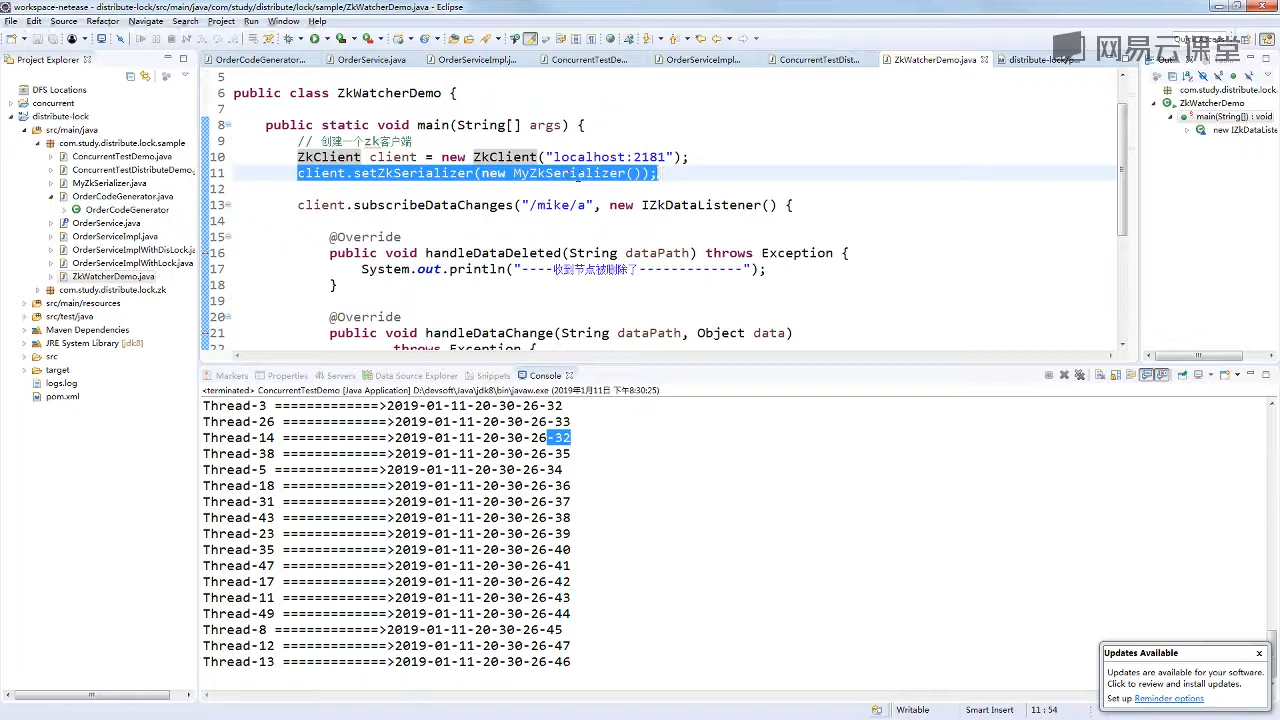 workspace-netease - distribute-lock/src/main/java/com/study/distribute/lock/sample/ZkWatcherDemo.java - Eclipse
File Edit Source Refactor Navigate Search Project Run Window Help
网易云课堂
Project Explorer
OrderCodeGenerator...
OrderService.java
OrderServiceImpl...
ConcurrentTestDe...
OrderServiceImpl...
ConcurrentTestDist...
ZkWatcherDemo.java
DFS Locations
concurrent
distribute-lock
src/main/java
com.study.distribute.lock.sample
ConcurrentTestDemo.java
ConcurrentTestDistributeDemo
MyZkSerializer.java
OrderCodeGenerator.java
OrderCodeGenerator
OrderService.java
OrderServiceImpl.java
OrderServiceImplWithDisLock.java
OrderServiceImplWithLock.java
ZkWatcherDemo.java
com.study.distribute.lock.zk
src/main/resources
src/test/java
Maven Dependencies
JRE System Library [jdk8]
src
target
logs.log
pom.xml
5
6 public class ZkWatcherDemo {
7
8 public static void main(String[] args) {
9 // 创建一个zk客户端
10 ZkClient client = new ZkClient("localhost:2181");
11 client.setZkSerializer(new MyZkSerializer());
12
13 client.subscribeDataChanges("/mike/a", new IZkDataListener() {
14
15 @Override
16 public void handleDataDeleted(String dataPath) throws Exception {
17 System.out.println("----收到节点被删除了-------------");
18 }
19
20 @Override
21 public void handleDataChange(String dataPath, Object data)
throws Exception {
com.study.distribute.lock.
ZkWatcherDemo
main(String[]) : void
new IZkDataListe
Markers Properties Servers Data Source Explorer Snippets Console
<terminated> ConcurrentTestDemo [Java Application] D:\devsoft\Java\jdk8\bin\javaw.exe (2019年1月11日 下午8:30:25)
Thread-3 =============>2019-01-11-20-30-26-32
Thread-26 =============>2019-01-11-20-30-26-33
Thread-14 =============>2019-01-11-20-30-26-32
Thread-38 =============>2019-01-11-20-30-26-35
Thread-5 =============>2019-01-11-20-30-26-34
Thread-18 =============>2019-01-11-20-30-26-36
Thread-31 =============>2019-01-11-20-30-26-37
Thread-43 =============>2019-01-11-20-30-26-38
Thread-23 =============>2019-01-11-20-30-26-39
Thread-35 =============>2019-01-11-20-30-26-40
Thread-47 =============>2019-01-11-20-30-26-41
Thread-17 =============>2019-01-11-20-30-26-42
Thread-11 =============>2019-01-11-20-30-26-43
Thread-49 =============>2019-01-11-20-30-26-44
Thread-8 =============>2019-01-11-20-30-26-45
Thread-12 =============>2019-01-11-20-30-26-47
Thread-13 =============>2019-01-11-20-30-26-46
Updates Available
Updates are available for your software.
Click to review and install updates.
Set up Reminder options
Writable Smart Insert 11 : 54